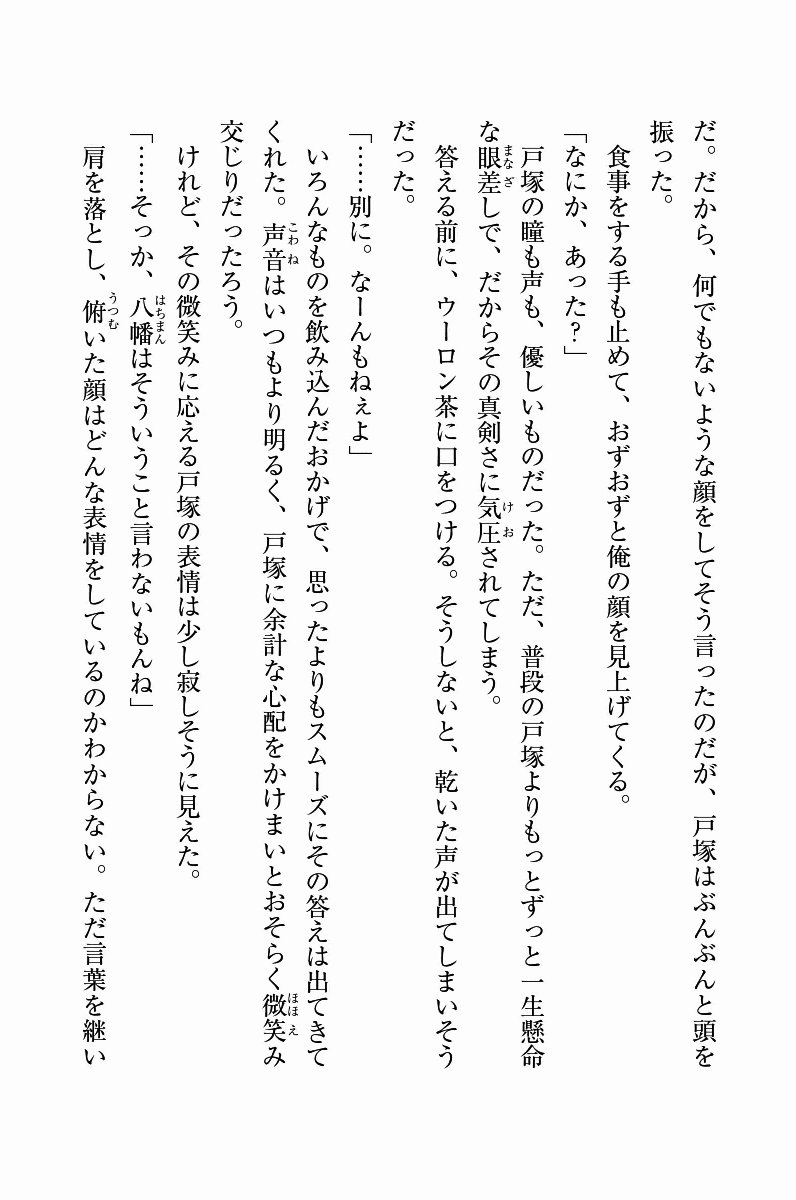 だ。だから、何でもないような顔をしてそう言ったのだが、戸塚はぶんぶんと頭を
振った。
　食事をする手も止めて、おずおずと俺の顔を見上げてくる。
「なにか、あった？」
　戸塚の瞳も声も、優しいものだった。ただ、普段の戸塚よりもっとずっと一生懸命
な眼差しで、だからその真剣さに気圧されてしまう。
　答える前に、ウーロン茶に口をつける。そうしないと、乾いた声が出てしまいそう
だった。
「……別に。なーんもねぇよ」
　いろんなものを飲み込んだおかげで、思ったよりもスムーズにその答えは出てきて
くれた。声音はいつもより明るく、戸塚に余計な心配をかけまいとおそらく微笑み
交じりだったろう。
　けれど、その微笑みに応える戸塚の表情は少し寂しそうに見えた。
「……そっか、八幡はそういうこと言わないもんね」
　肩を落とし、俯いた顔はどんな表情をしているのかわからない。ただ言葉を継い